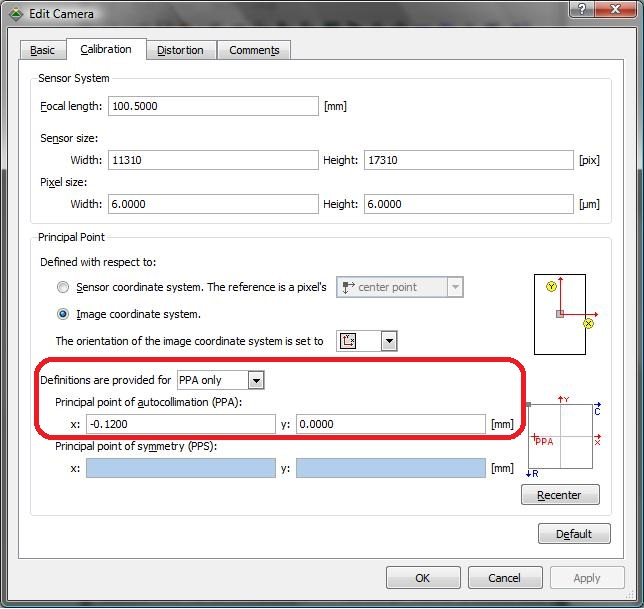 Edit Camera
Basic Calibration Distortion Comments
Sensor System
Focal length: 100.5000 [mm]
Sensor size:
Width: 11310 Height: 17310 [pix]
Pixel size:
Width: 6.0000 Height: 6.0000 [µm]
Principal Point
Defined with respect to:
Sensor coordinate system. The reference is a pixel's center point
Image coordinate system.
The orientation of the image coordinate system is set to
Y
X
Definitions are provided for PPA only
Principal point of autocollimation (PPA):
x: -0.1200 y: 0.0000 [mm]
Principal point of symmetry (PPS):
x: y: [mm]
Y
C
PPA X
R
Recenter
Default
OK Cancel Apply